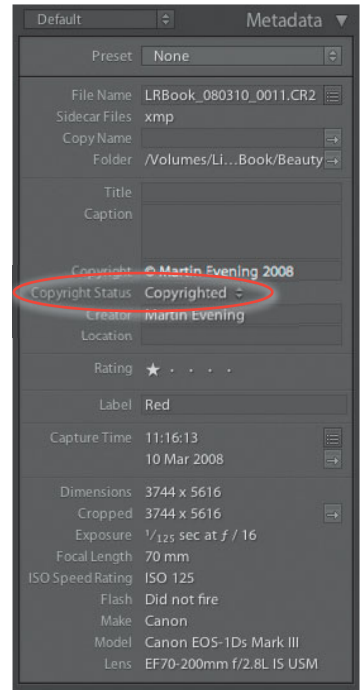 Default Metadata
Preset None
File Name LRBook_080310_0011.CR2
Sidecar Files xmp
Copy Name
Folder /Volumes/Li...Book/Beauty
Title
Caption
Copyright © Martin Evening 2008
Copyright Status Copyrighted
Creator Martin Evening
Location
Rating
Label Red
Capture Time 11:16:13
10 Mar 2008
Dimensions 3744 x 5616
Cropped 3744 x 5616
Exposure 1/125 sec at ƒ / 16
Focal Length 70 mm
ISO Speed Rating ISO 125
Flash Did not fire
Make Canon
Model Canon EOS-1Ds Mark III
Lens EF70-200mm f/2.8L IS USM